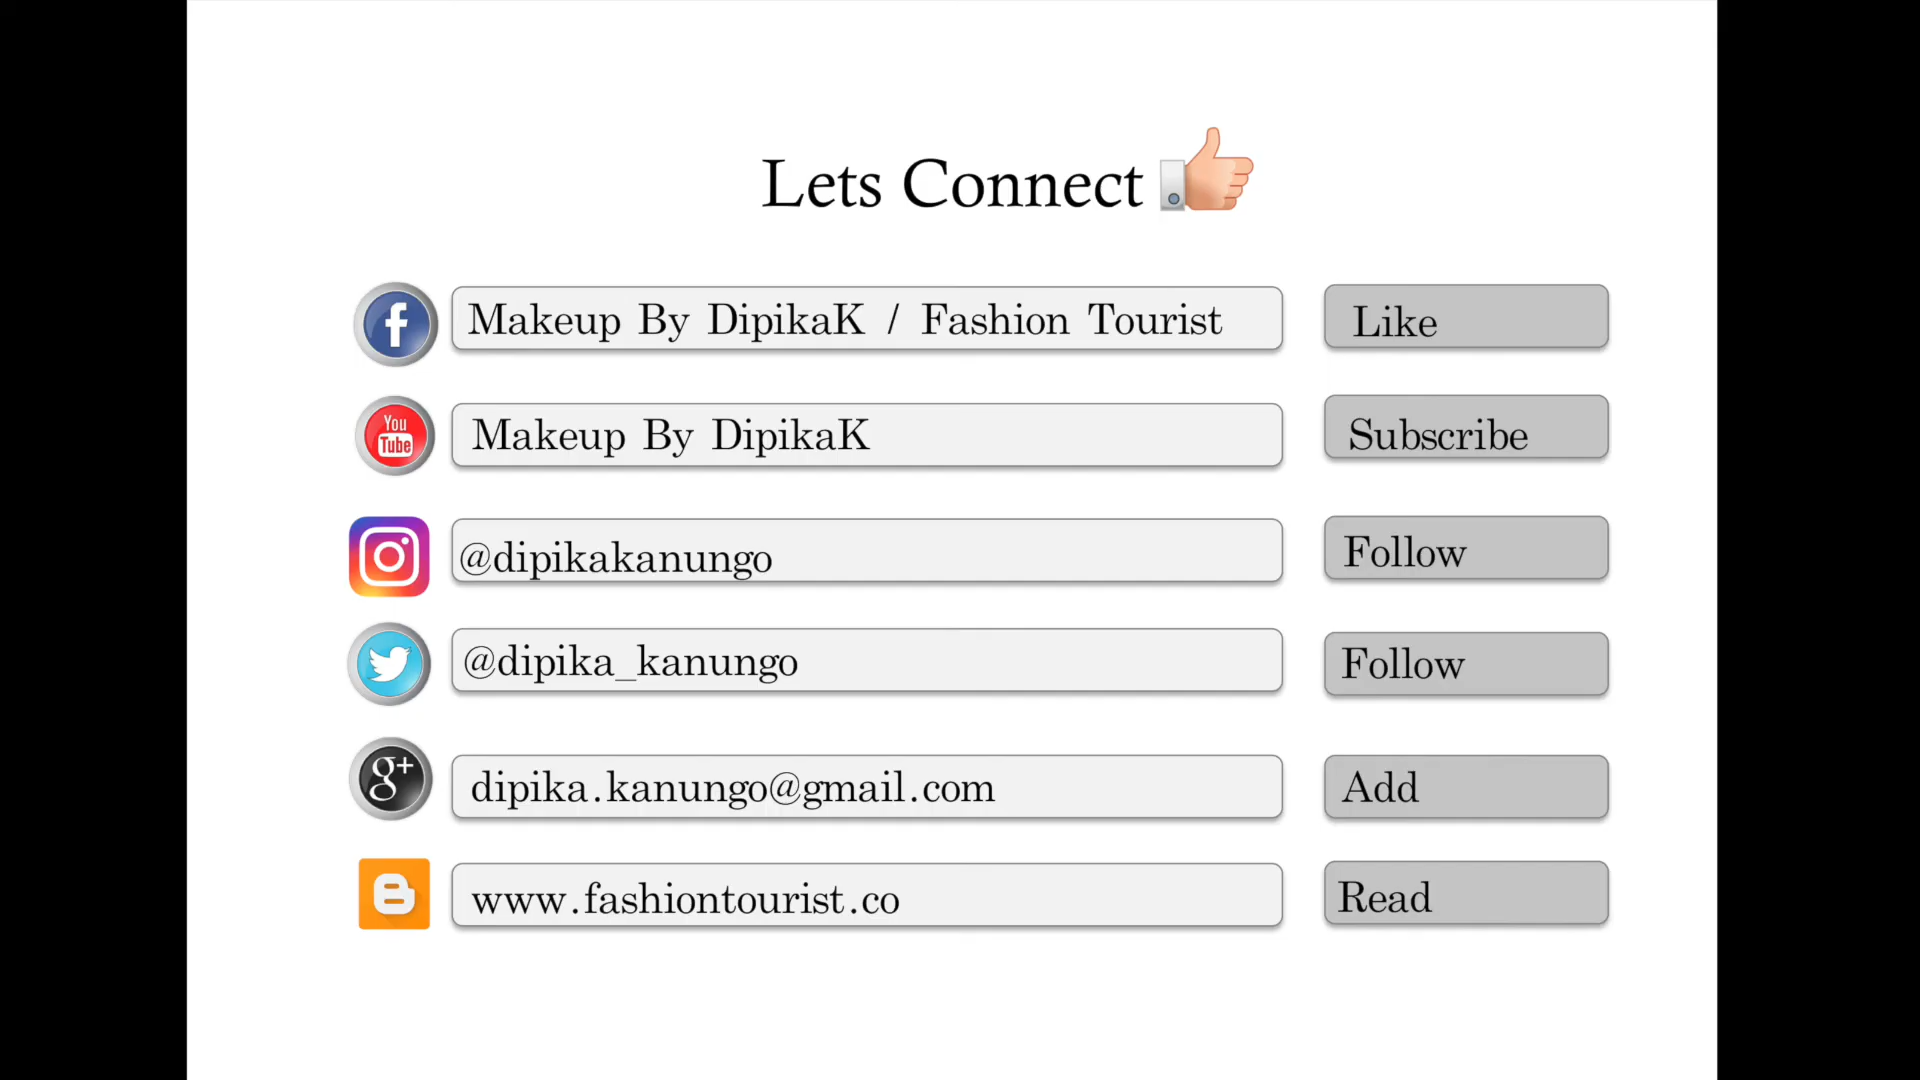 Lets Connect
f Makeup By DipikaK / Fashion Tourist Like
You
Tube Makeup By DipikaK Subscribe
@dipikakanungo Follow
@dipika_kanungo Follow
g+ dipika.kanungo@gmail.com Add
www.fashiontourist.co Read